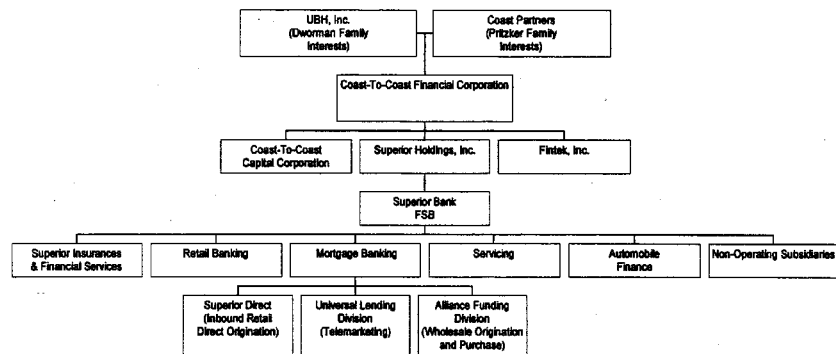 UBH, Inc.
(Dworman Family
Interests)
Coast Partners
(Pritzker Family
Interests)
Coast-To-Coast Financial Corporation
Coast-To-Coast
Capital Corporation
Superior Holdings, Inc.
Fintek, Inc.
Superior Bank
FSB
Superior Insurances
& Financial Services
Retail Banking
Mortgage Banking
Servicing
Automobile
Finance
Non-Operating Subsidiaries
Superior Direct
(Inbound Retail
Direct Origination)
Universal Lending
Division
(Telemarketing)
Alliance Funding
Division
(Wholesale Origination
and Purchase)